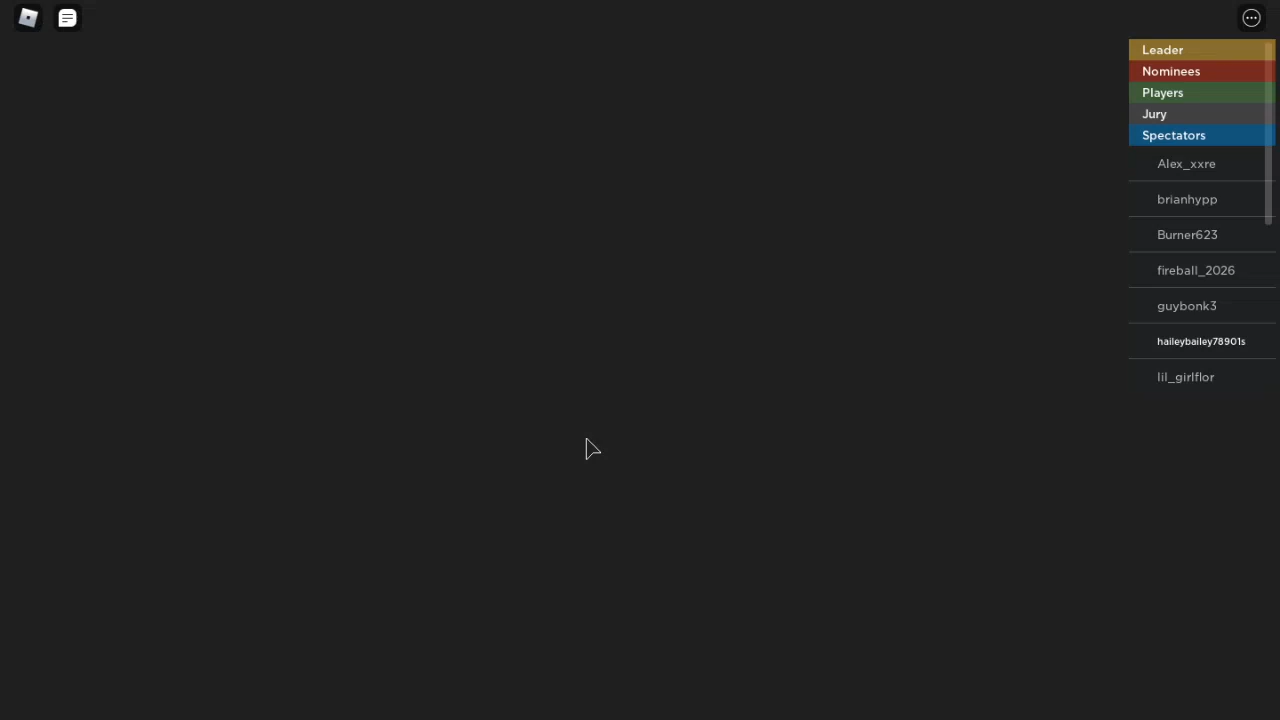 Leader
Nominees
Players
Jury
Spectators
Alex_xxre
brianhypp
Burner623
fireball_2026
guybonk3
haileybailey78901s
lil_girlflor